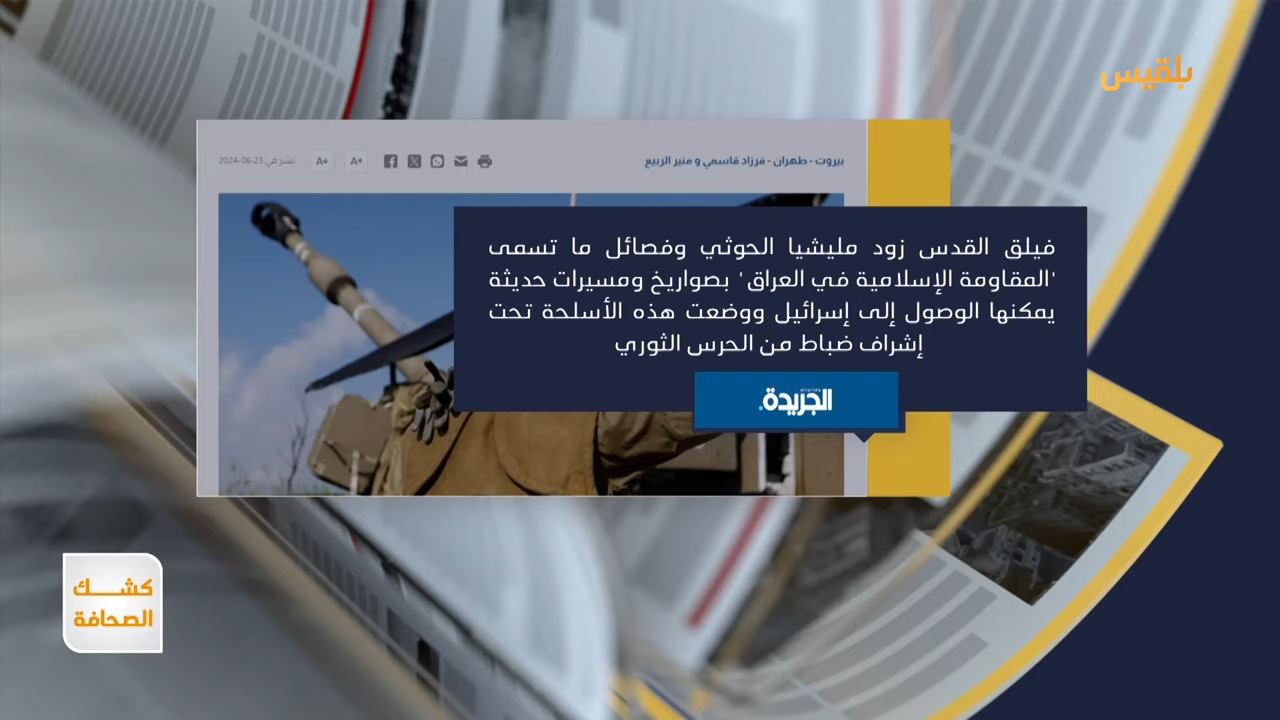 بلقيس
بيروت - طهران - فرزاد قاسمي و منير الربيع
A+ A+ نشر في 23-06-2024
فيلق القدس زود مليشيا الحوثي وفصائل ما تسمى
'المقاومة الإسلامية في العراق' بصواريخ ومسيرات حديثة
يمكنها الوصول إلى إسرائيل ووضعت هذه الأسلحة تحت
إشراف ضباط من الحرس الثوري
الجريدة.
كشك
الصحافة